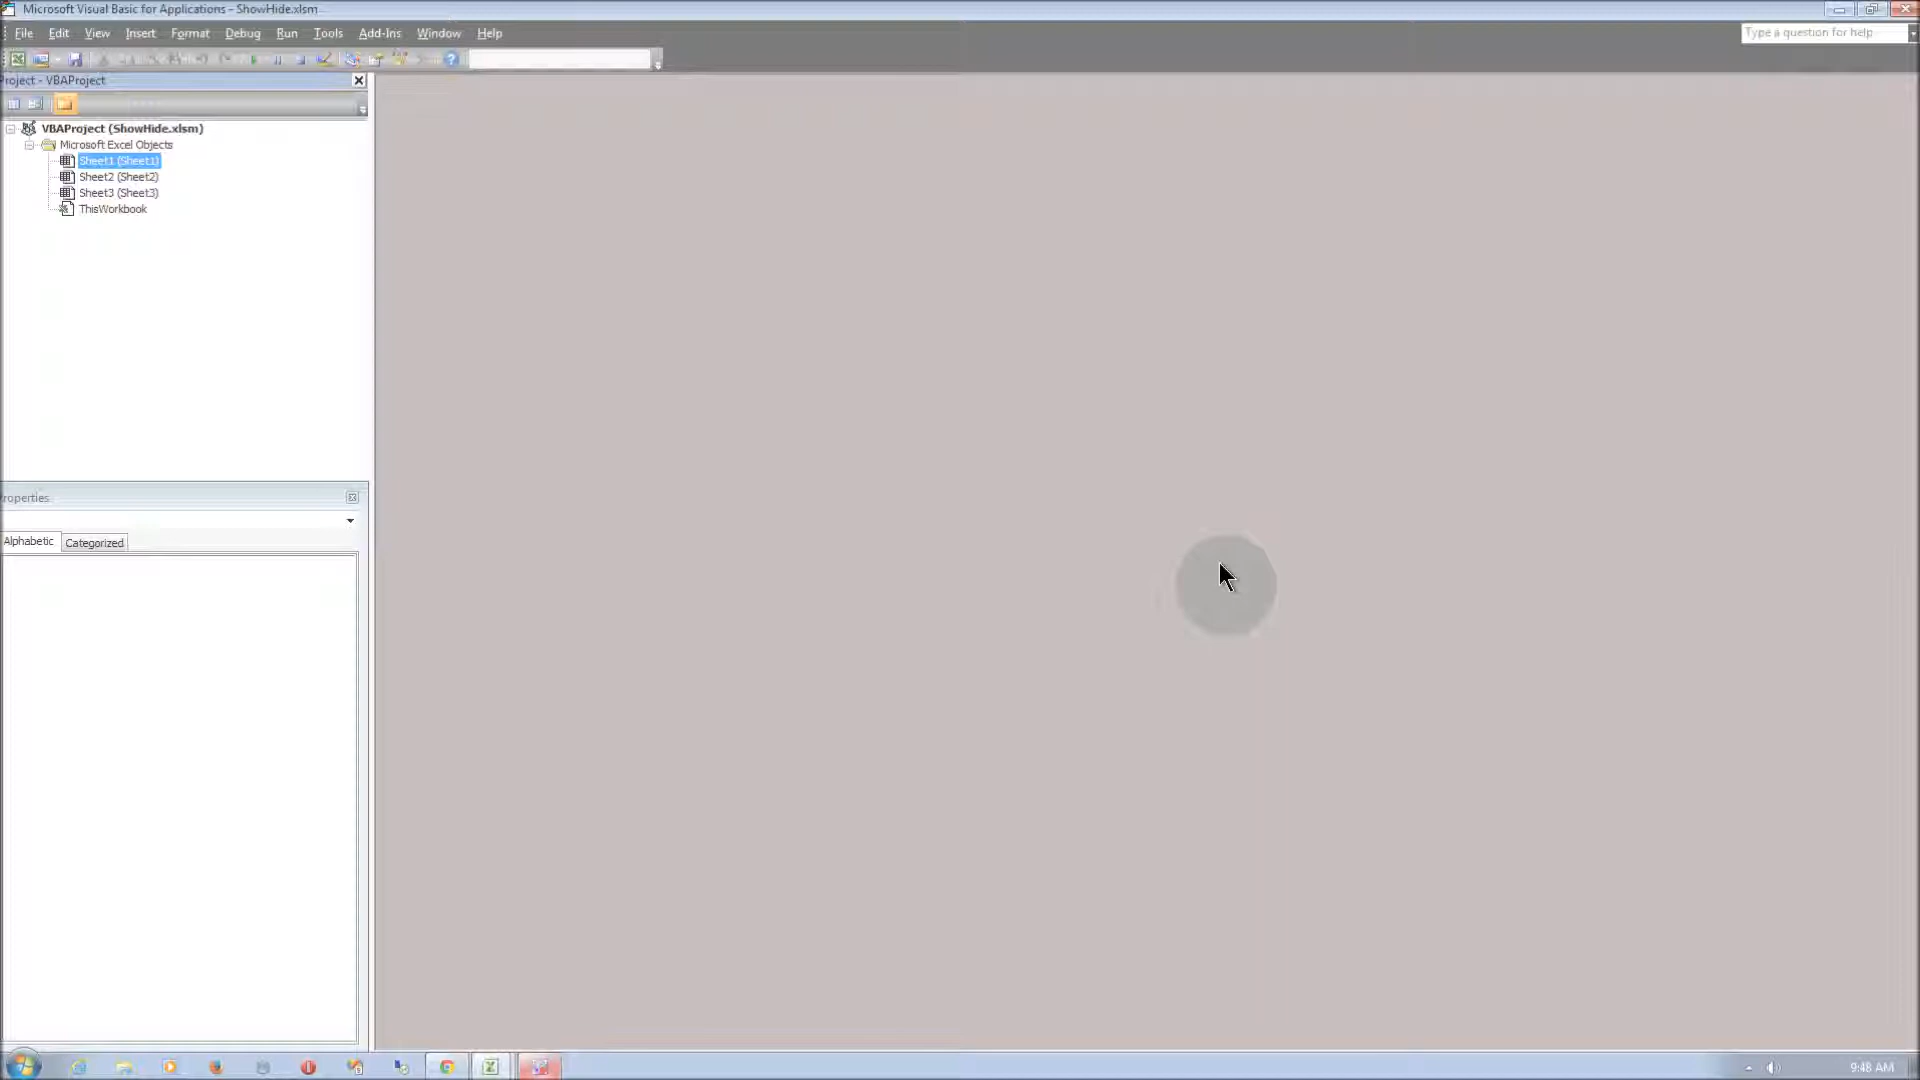 Microsoft Visual Basic for Applications - ShowHide.xlsm
File Edit View Insert Format Debug Run Tools Add-Ins Window Help
Type a question for help
Project - VBAProject
VBAProject (ShowHide.xlsm)
Microsoft Excel Objects
Sheet1 (Sheet1)
Sheet2 (Sheet2)
Sheet3 (Sheet3)
ThisWorkbook
roperties
Alphabetic Categorized
9:48 AM